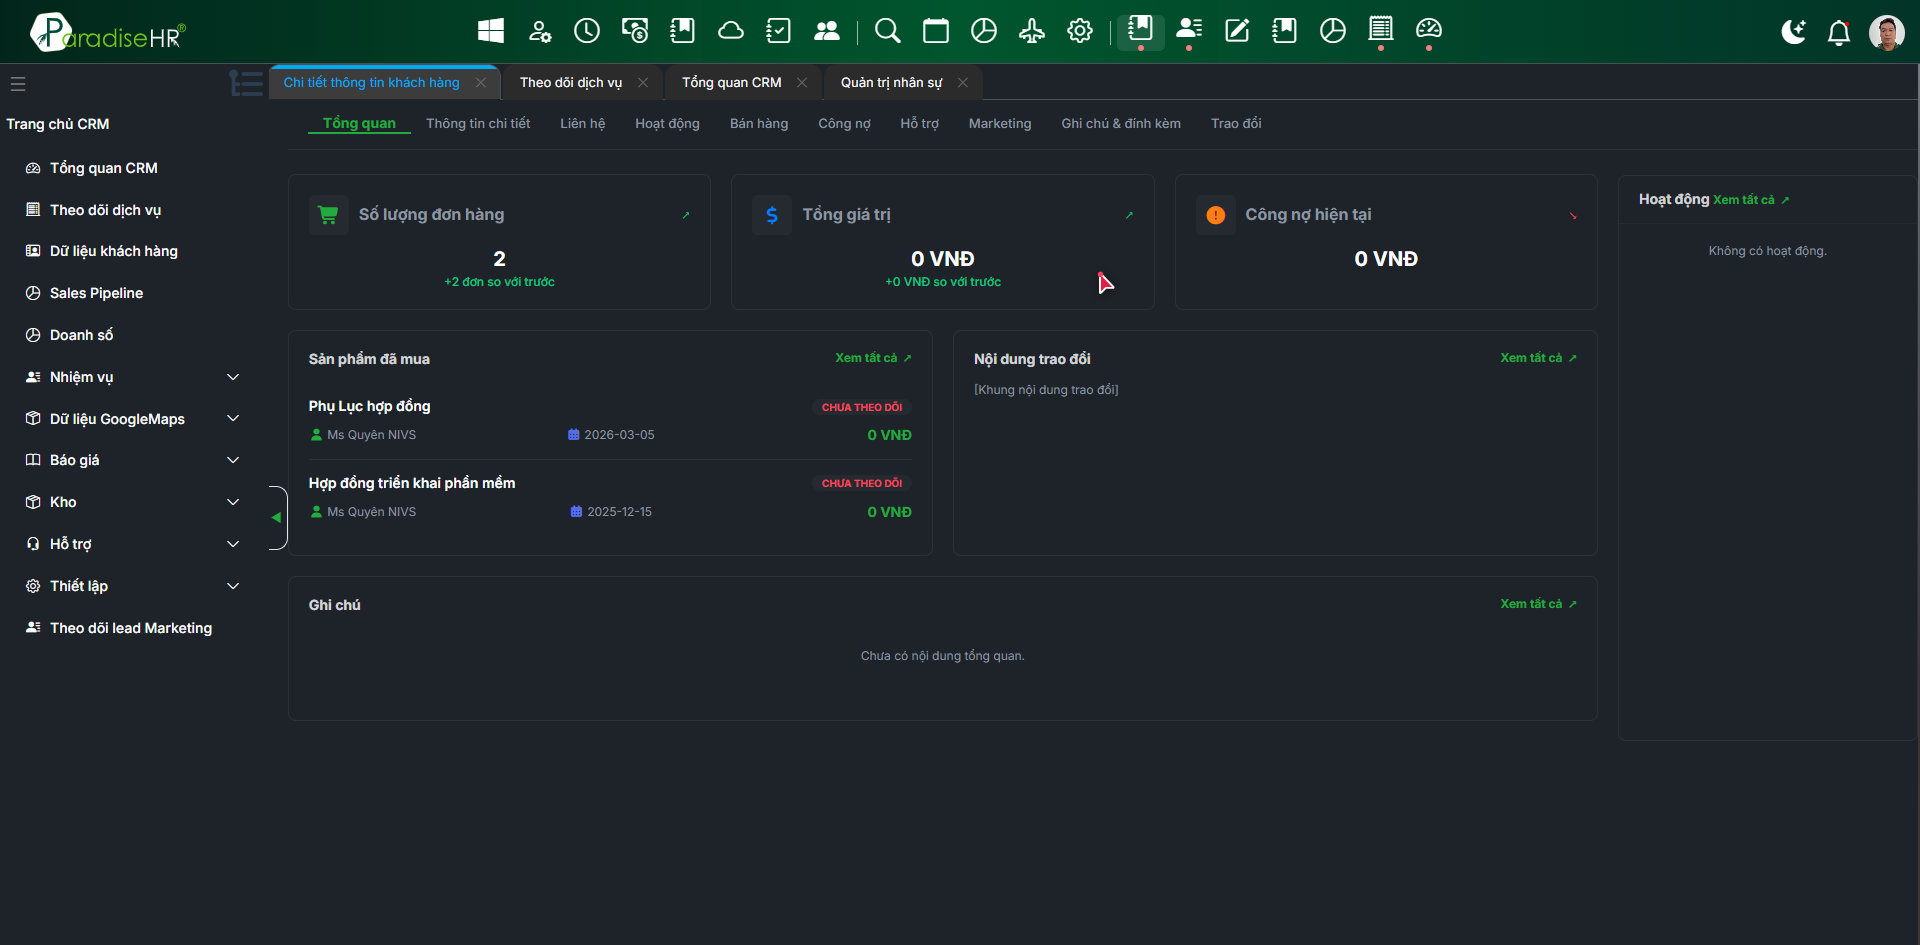 ParadiseHR®
Chi tiết thông tin khách hàng
Theo dõi dịch vụ
Tổng quan CRM
Quản trị nhân sự
Trang chủ CRM
Tổng quan CRM
Theo dõi dịch vụ
Dữ liệu khách hàng
Sales Pipeline
Doanh số
Nhiệm vụ
Dữ liệu GoogleMaps
Báo giá
Kho
Hỗ trợ
Thiết lập
Theo dõi lead Marketing
Tổng quan
Thông tin chi tiết
Liên hệ
Hoạt động
Bán hàng
Công nợ
Hỗ trợ
Marketing
Ghi chú & đính kèm
Trao đổi
Số lượng đơn hàng
2
+2 đơn so với trước
Tổng giá trị
0 VNĐ
+0 VNĐ so với trước
Công nợ hiện tại
0 VNĐ
Hoạt động Xem tất cả
Không có hoạt động.
Sản phẩm đã mua
Xem tất cả
Phụ Lục hợp đồng
CHƯA THEO DÕI
Ms Quyên NIVS
2026-03-05
0 VNĐ
Hợp đồng triển khai phần mềm
CHƯA THEO DÕI
Ms Quyên NIVS
2025-12-15
0 VNĐ
Nội dung trao đổi
Xem tất cả
[Khung nội dung trao đổi]
Ghi chú
Xem tất cả
Chưa có nội dung tổng quan.